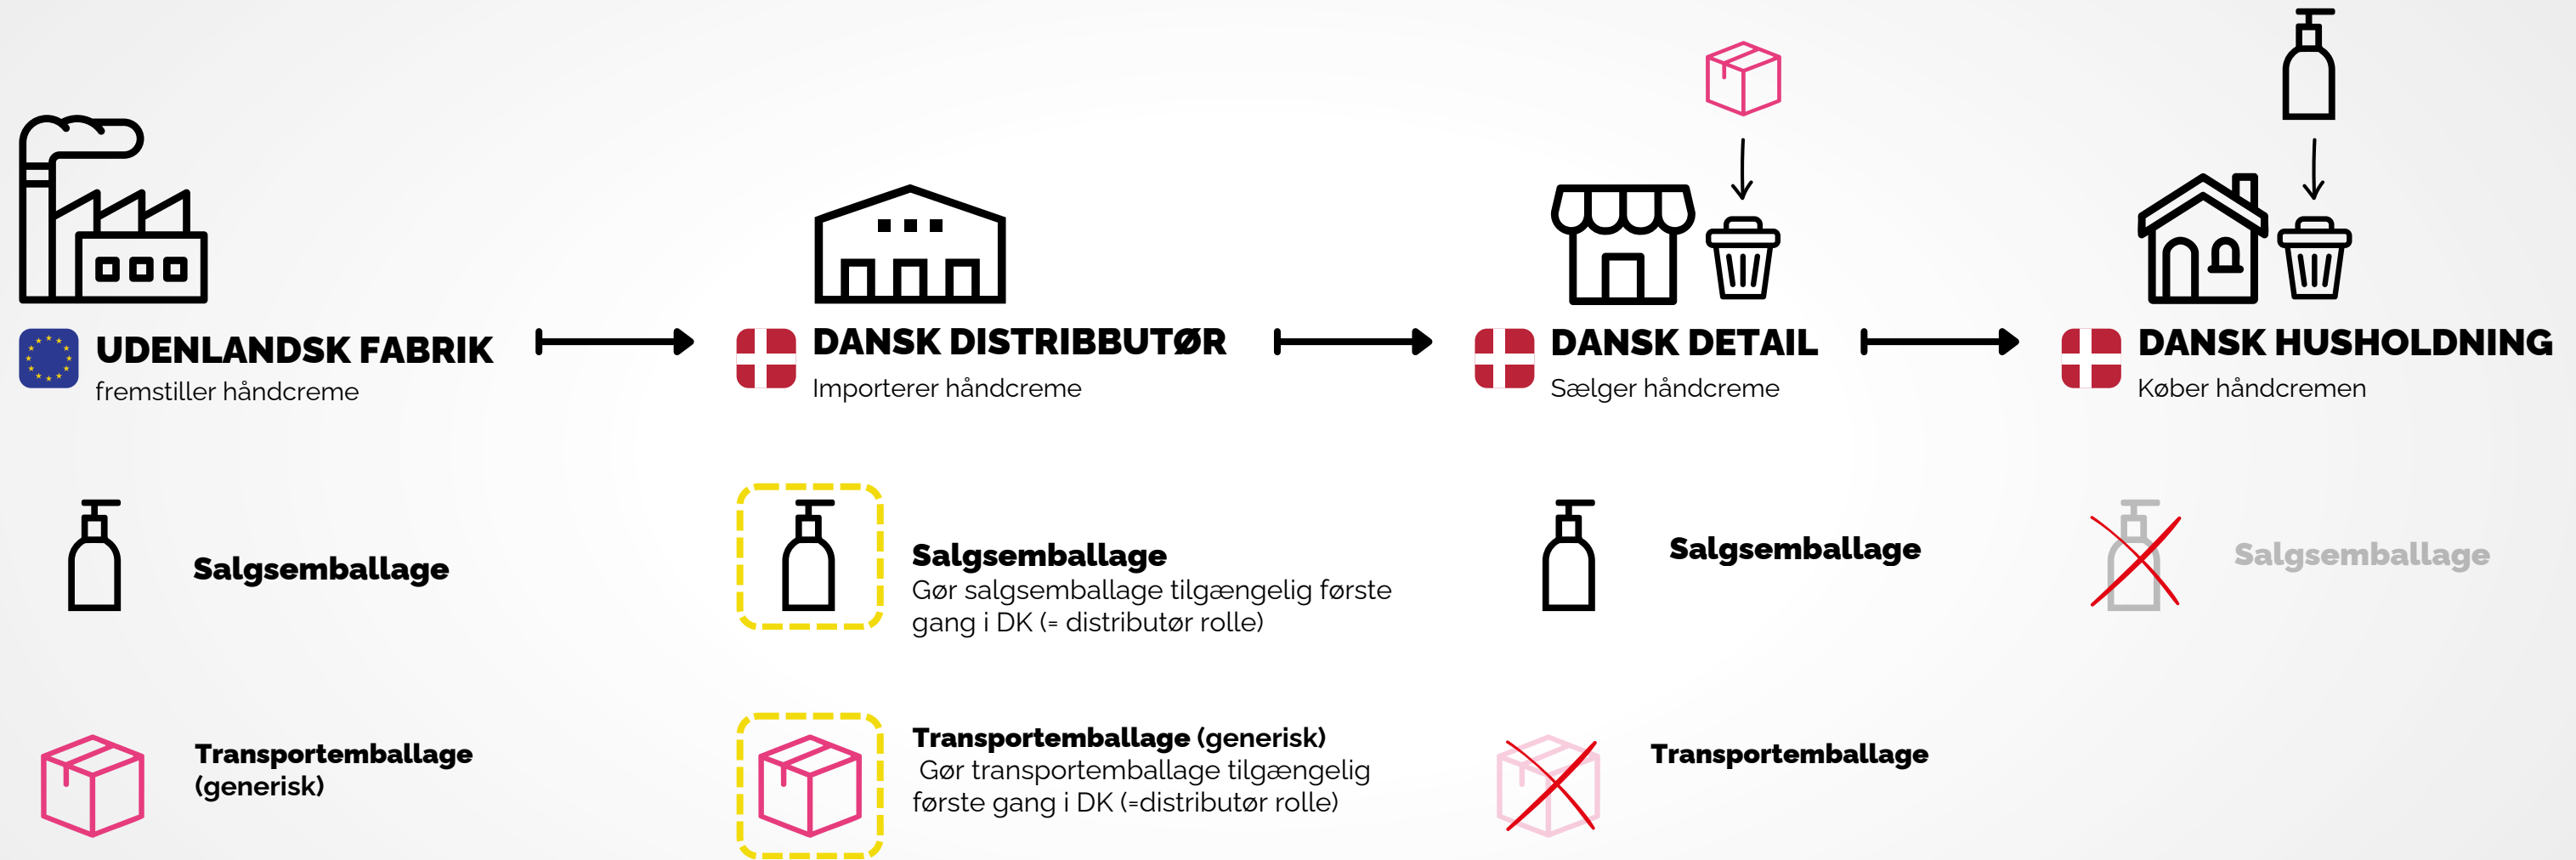 UDENLANDSK FABRIK
fremstiller håndcreme
DANSK DISTRIBBUTØR
Importerer håndcreme
DANSK DETAIL
Sælger håndcreme
DANSK HUSHOLDNING
Køber håndcremen
Salgsemballage
Salgsemballage
Gør salgsemballage tilgængelig første
gang i DK (= distributør rolle)
Salgsemballage
Salgsemballage
Transportemballage
(generisk)
Transportemballage (generisk)
Gør transportemballage tilgængelig
første gang i DK (=distributør rolle)
Transportemballage